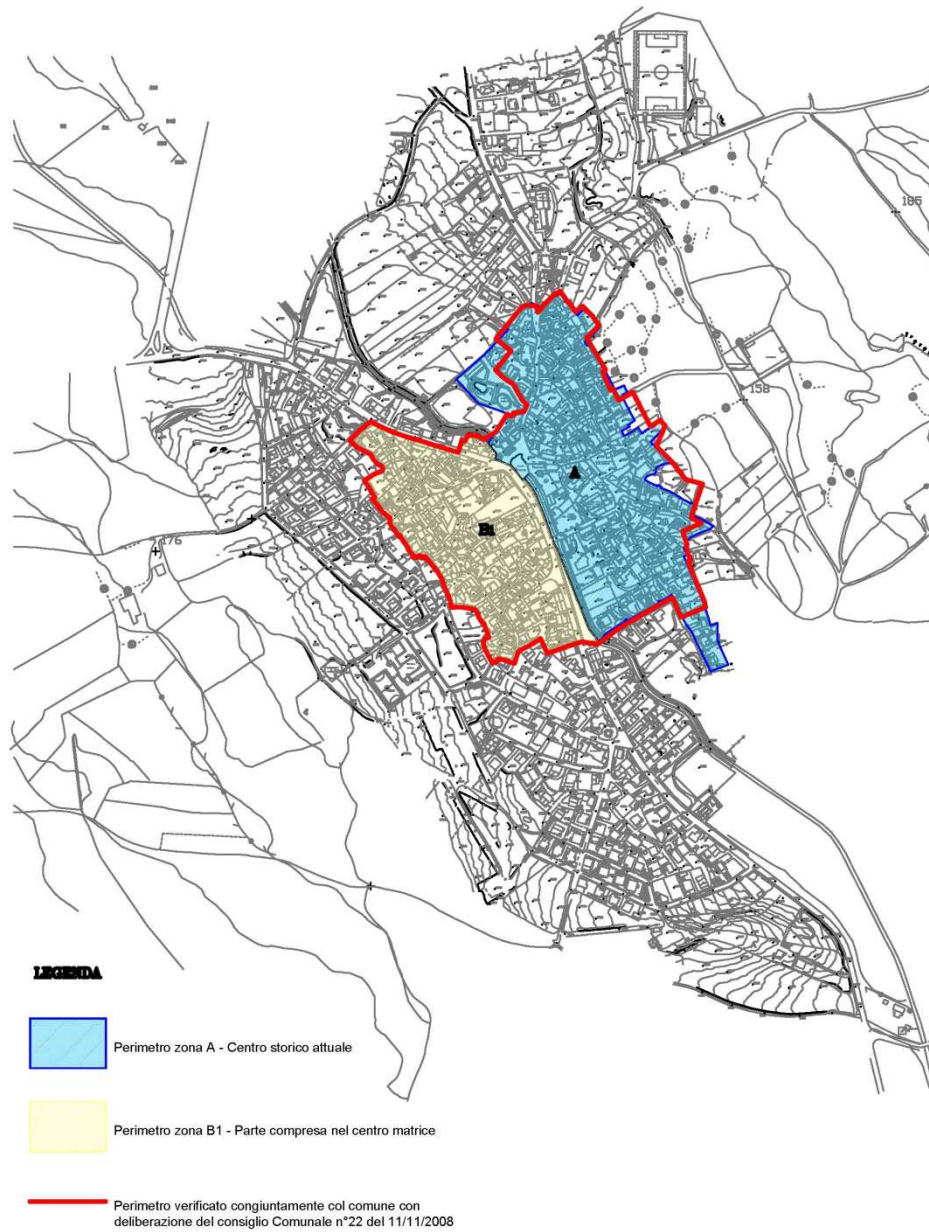 185
158
176
A
B1
LEGENDA
Perimetro zona A - Centro storico attuale
Perimetro zona B1 - Parte compresa nel centro matrice
Perimetro verificato congiuntamente col comune con
deliberazione del consiglio Comunale n°22 del 11/11/2008